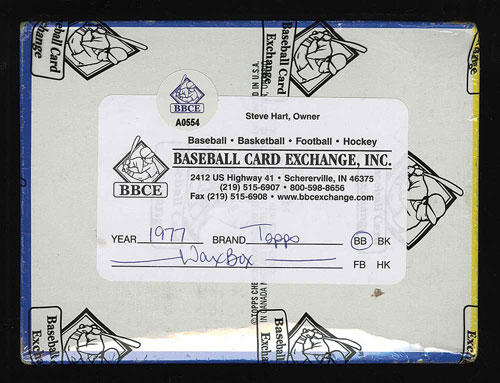 Baseball Card
Exchange
Baseball Card
Exchange
BBCE
A0554
Steve Hart, Owner
Baseball • Basketball • Football • Hockey
BASEBALL CARD EXCHANGE, INC.
BBCE
2412 US Highway 41 • Schererville, IN 46375
(219) 515-6907 • 800-598-8656
Fax (219) 515-6908 • www.bbcexchange.com
YEAR 1977 BRAND Topps BB BK
Wax Box FB HK
Baseball
Exc
Baseball
Excha